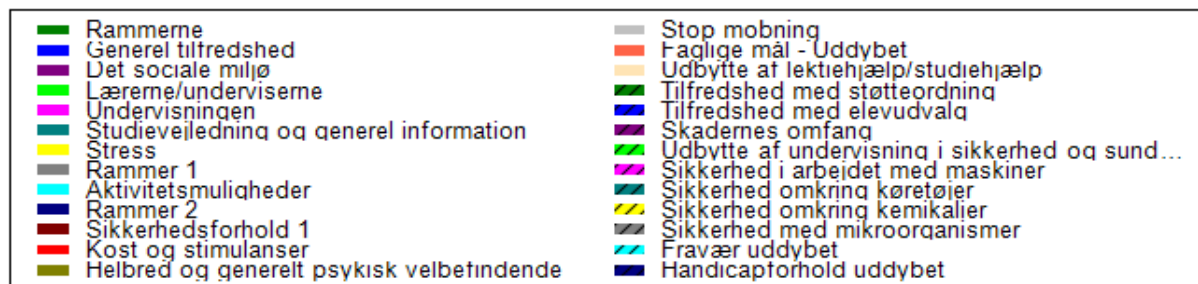 Rammerne
Generel tilfredshed
Det sociale miljø
Lærerne/underviserne
Undervisningen
Studievejledning og generel information
Stress
Rammer 1
Aktivitetsmuligheder
Rammer 2
Sikkerhedsforhold 1
Kost og stimulanser
Helbred og generelt psykisk velbefindende
Stop mobning
Faglige mål - Uddybet
Udbytte af lektiehjælp/studiehjælp
Tilfredshed med støtteordning
Tilfredshed med elevudvalg
Skadernes omfang
Udbytte af undervisning i sikkerhed og sund...
Sikkerhed i arbejdet med maskiner
Sikkerhed omkring køretøjer
Sikkerhed omkring kemikalier
Sikkerhed med mikroorganismer
Fravær uddybet
Handicapforhold uddybet